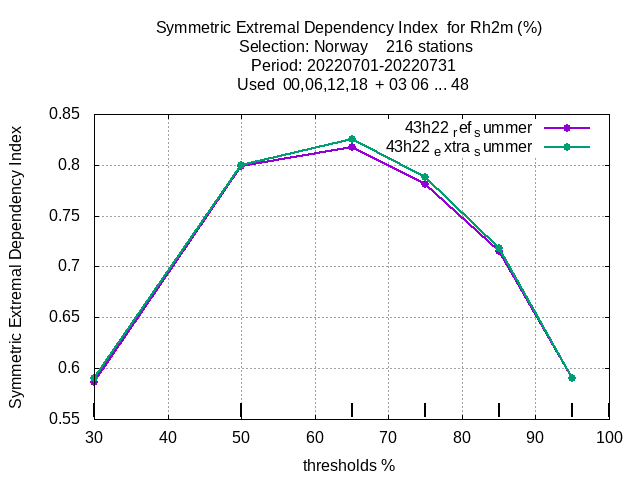 Symmetric Extremal Dependency Index  for Rh2m (%)
Selection: Norway    216 stations
Period: 20220701-20220731
Used  00,06,12,18  + 03 06 ... 48
43h22 ref summer
43h22 extra summer
Symmetric Extremal Dependency Index
0.85
0.8
0.75
0.7
0.65
0.6
0.55
30 40 50 60 70 80 90 100
thresholds %